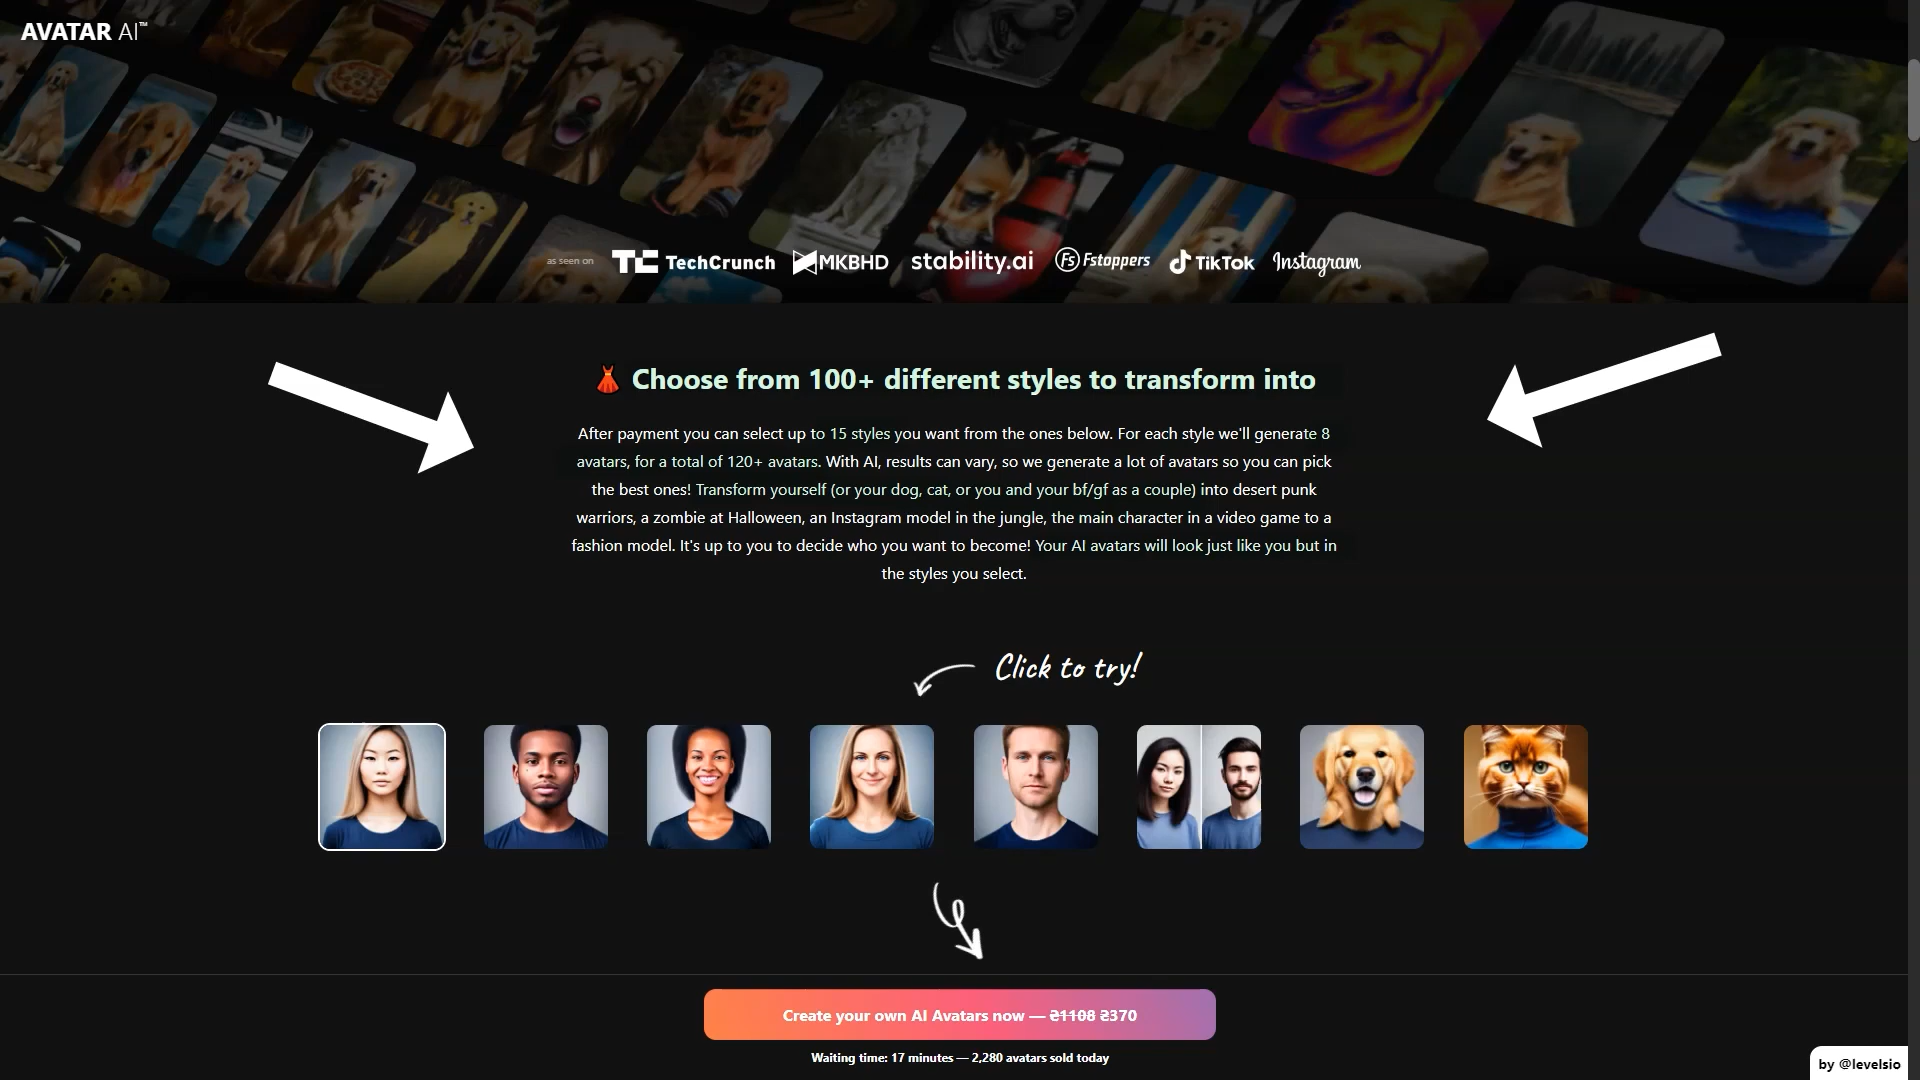 AVATAR AI™
as seen on TC TechCrunch MKBHD stability.ai Fs Fstoppers TikTok Instagram
Choose from 100+ different styles to transform into
After payment you can select up to 15 styles you want from the ones below. For each style we'll generate 8
avatars, for a total of 120+ avatars. With AI, results can vary, so we generate a lot of avatars so you can pick
the best ones! Transform yourself (or your dog, cat, or you and your bf/gf as a couple) into desert punk
warriors, a zombie at Halloween, an Instagram model in the jungle, the main character in a video game to a
fashion model. It's up to you to decide who you want to become! Your AI avatars will look just like you but in
the styles you select.
Click to try!
Create your own AI Avatars now — ₴1108 ₴370
Waiting time: 17 minutes — 2,280 avatars sold today
by @levelsio